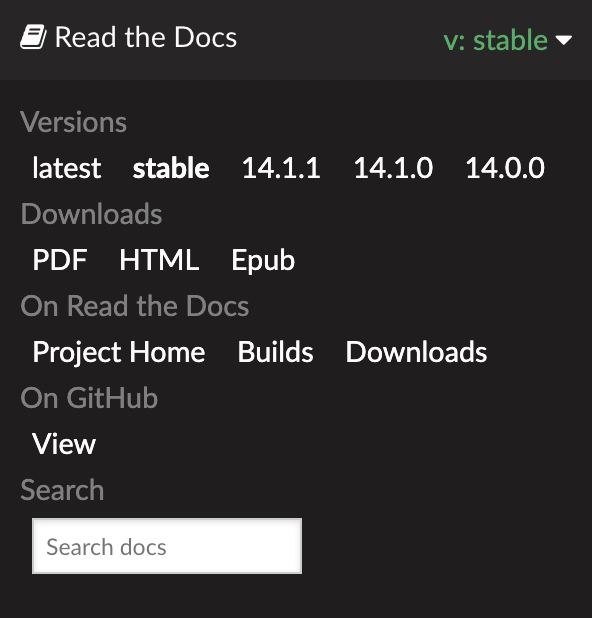 Read the Docs v: stable
Versions
latest stable 14.1.1 14.1.0 14.0.0
Downloads
PDF HTML Epub
On Read the Docs
Project Home Builds Downloads
On GitHub
View
Search
Search docs